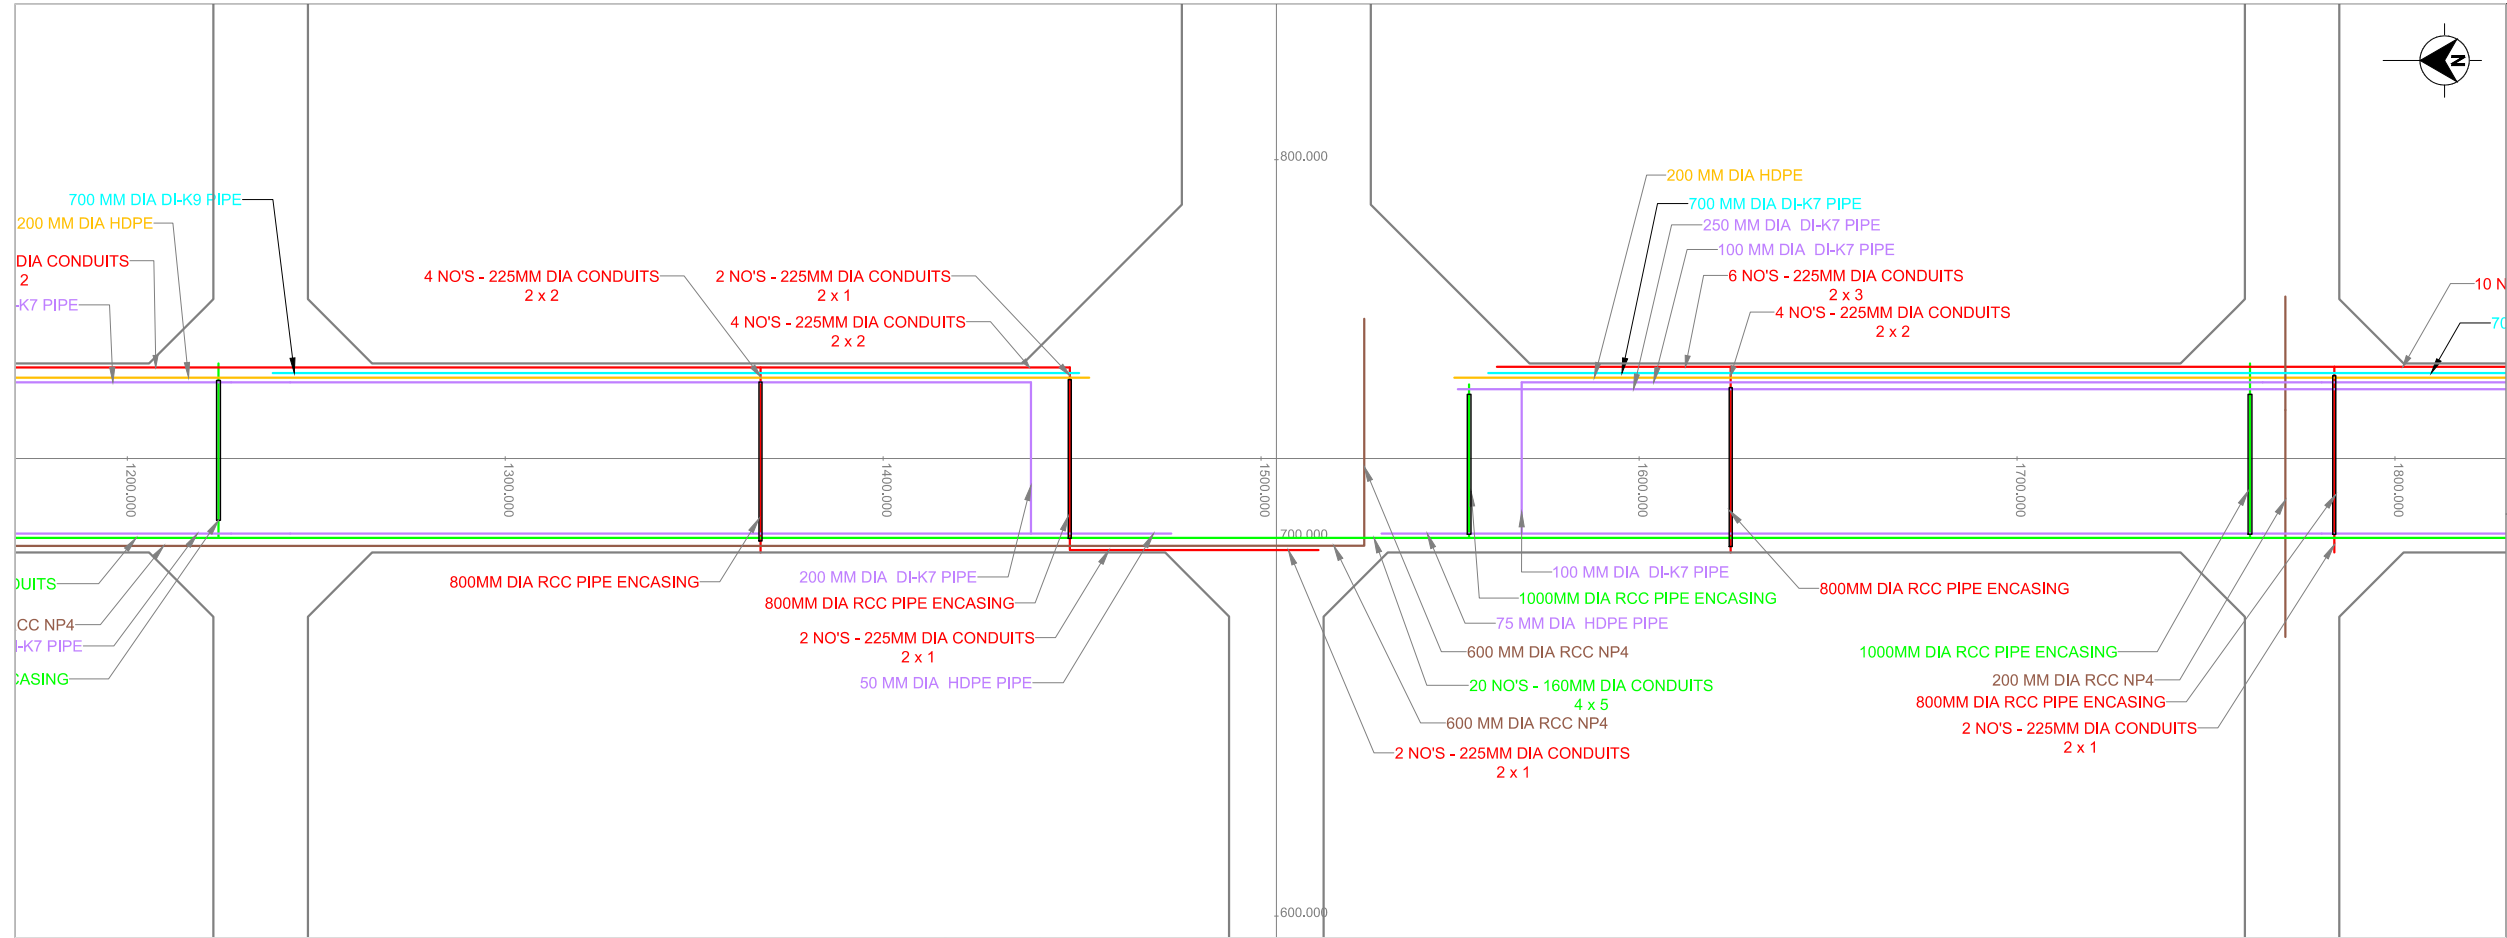 N
800.000
700 MM DIA DI-K9 PIPE
200 MM DIA HDPE
DIA CONDUITS
2
-K7 PIPE
4 NO'S - 225MM DIA CONDUITS
2 x 2
2 NO'S - 225MM DIA CONDUITS
2 x 1
4 NO'S - 225MM DIA CONDUITS
2 x 2
200 MM DIA HDPE
700 MM DIA DI-K7 PIPE
250 MM DIA DI-K7 PIPE
100 MM DIA DI-K7 PIPE
6 NO'S - 225MM DIA CONDUITS
2 x 3
4 NO'S - 225MM DIA CONDUITS
2 x 2
10 N
70
1200.000
1300.000
1400.000
1500.000
1600.000
1700.000
1800.000
700.000
UITS
CC NP4
-K7 PIPE
CASING
800MM DIA RCC PIPE ENCASING
200 MM DIA DI-K7 PIPE
800MM DIA RCC PIPE ENCASING
2 NO'S - 225MM DIA CONDUITS
2 x 1
50 MM DIA HDPE PIPE
100 MM DIA DI-K7 PIPE
1000MM DIA RCC PIPE ENCASING
75 MM DIA HDPE PIPE
600 MM DIA RCC NP4
20 NO'S - 160MM DIA CONDUITS
4 x 5
600 MM DIA RCC NP4
2 NO'S - 225MM DIA CONDUITS
2 x 1
800MM DIA RCC PIPE ENCASING
1000MM DIA RCC PIPE ENCASING
200 MM DIA RCC NP4
800MM DIA RCC PIPE ENCASING
2 NO'S - 225MM DIA CONDUITS
2 x 1
600.000